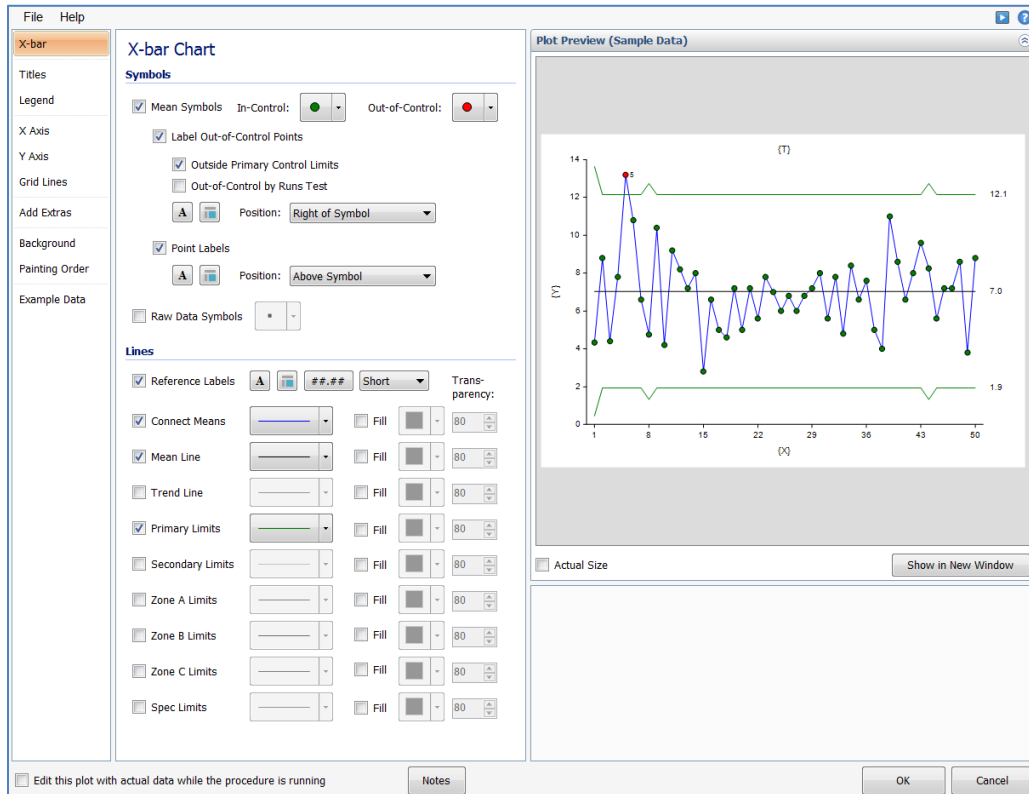 File Help
X-bar
Titles
Legend
X Axis
Y Axis
Grid Lines
Add Extras
Background
Painting Order
Example Data
X-bar Chart
Symbols
Mean Symbols In-Control: Out-of-Control:
Label Out-of-Control Points
Outside Primary Control Limits
Out-of-Control by Runs Test
A Position: Right of Symbol
Point Labels
A Position: Above Symbol
Raw Data Symbols
Lines
Reference Labels A ##.## Short Trans-
parency:
Connect Means Fill 80
Mean Line Fill 80
Trend Line Fill 80
Primary Limits Fill 80
Secondary Limits Fill 80
Zone A Limits Fill 80
Zone B Limits Fill 80
Zone C Limits Fill 80
Spec Limits Fill 80
Plot Preview (Sample Data)
{T}
14
12
10
8
6
4
2
0
{Y}
5
12.1
7.0
1.9
1 8 15 22 29 36 43 50
{X}
Actual Size Show in New Window
Edit this plot with actual data while the procedure is running Notes OK Cancel